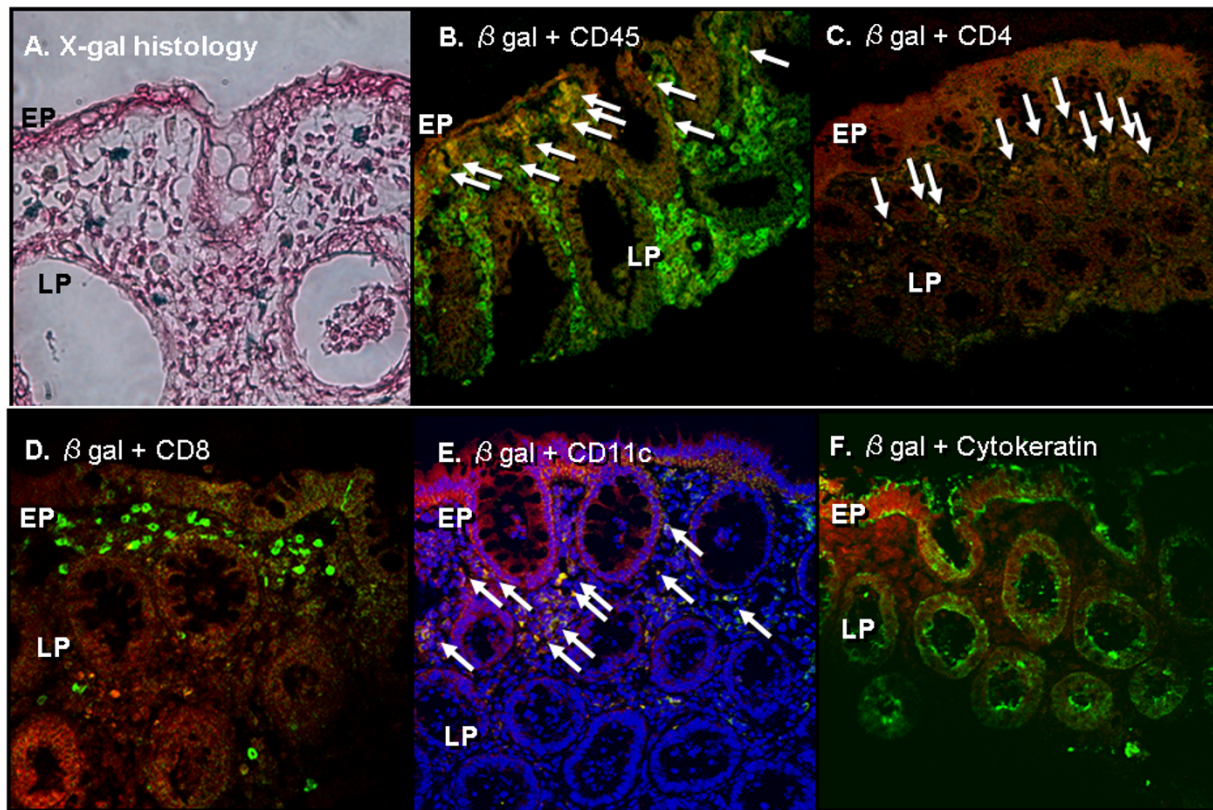 A. X-gal histology
EP
LP
B. β gal + CD45
EP
LP
C. β gal + CD4
EP
LP
D. β gal + CD8
EP
LP
E. β gal + CD11c
EP
LP
F. β gal + Cytokeratin
EP
LP